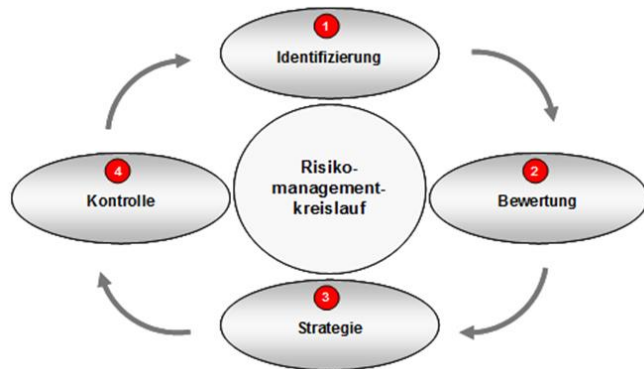 1
Identifizierung
2
Bewertung
3
Strategie
4
Kontrolle
Risiko-
management-
kreislauf